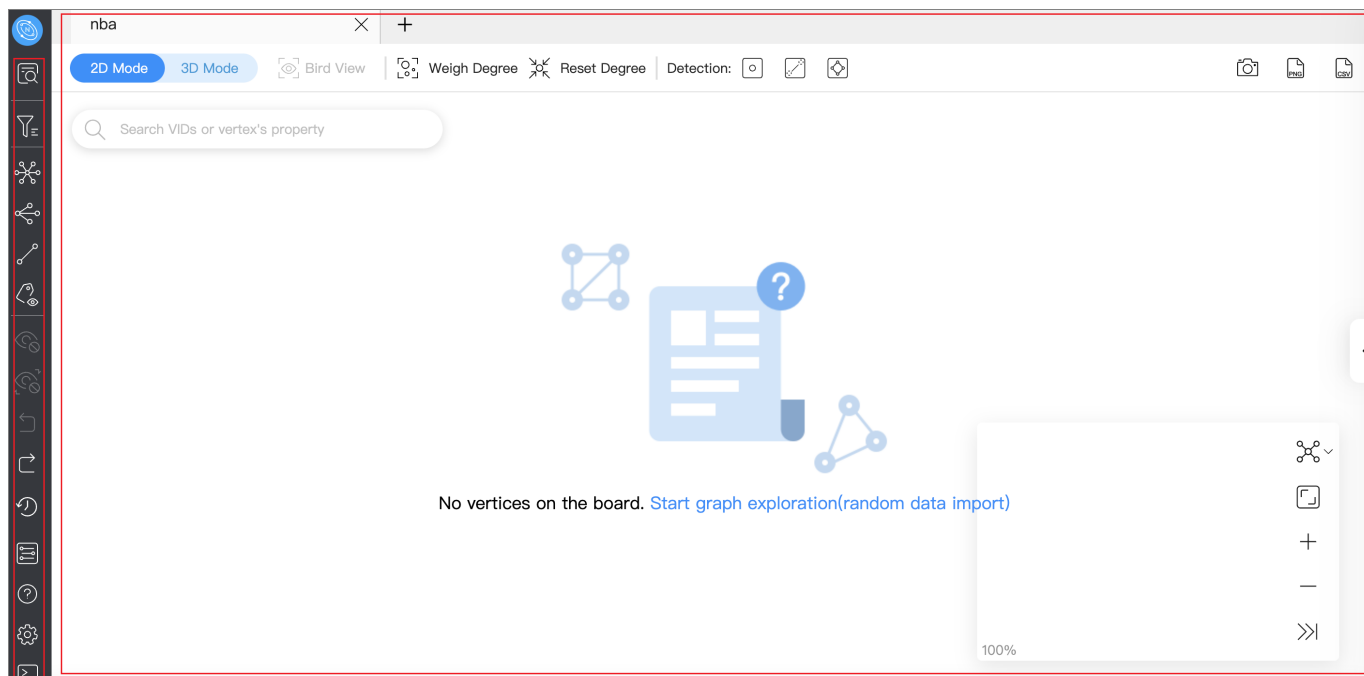 nba
2D Mode 3D Mode Bird View Weigh Degree Reset Degree Detection: PNG CSV
Search VIDs or vertex's property
?
No vertices on the board. Start graph exploration(random data import)
100%